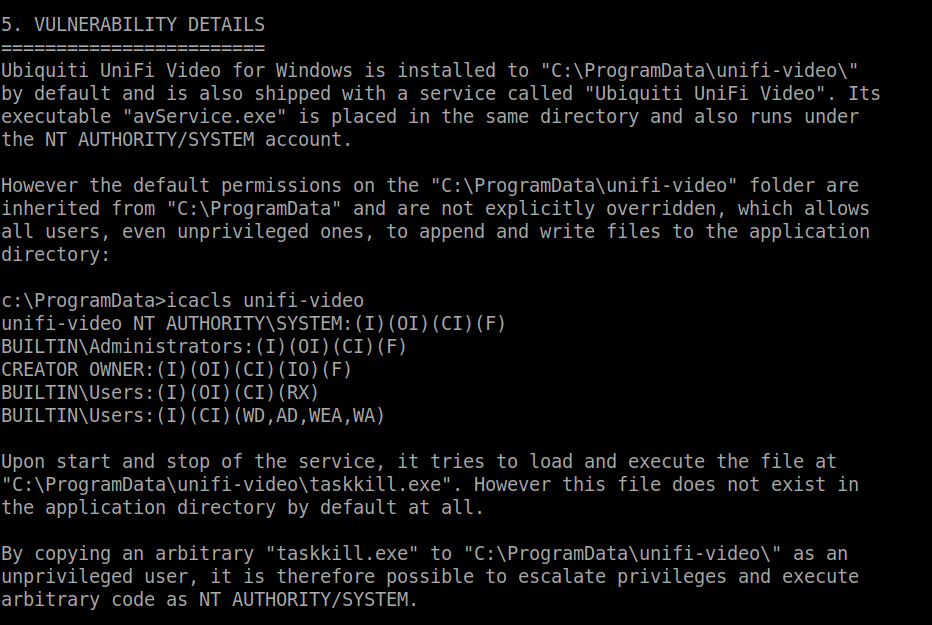 5. VULNERABILITY DETAILS
========================
Ubiquiti UniFi Video for Windows is installed to "C:\ProgramData\unifi-video\"
by default and is also shipped with a service called "Ubiquiti UniFi Video". Its
executable "avService.exe" is placed in the same directory and also runs under
the NT AUTHORITY/SYSTEM account.

However the default permissions on the "C:\ProgramData\unifi-video" folder are
inherited from "C:\ProgramData" and are not explicitly overridden, which allows
all users, even unprivileged ones, to append and write files to the application
directory:

c:\ProgramData>icacls unifi-video
unifi-video NT AUTHORITY\SYSTEM:(I)(OI)(CI)(F)
BUILTIN\Administrators:(I)(OI)(CI)(F)
CREATOR OWNER:(I)(OI)(CI)(IO)(F)
BUILTIN\Users:(I)(OI)(CI)(RX)
BUILTIN\Users:(I)(CI)(WD,AD,WEA,WA)

Upon start and stop of the service, it tries to load and execute the file at
"C:\ProgramData\unifi-video\taskkill.exe". However this file does not exist in
the application directory by default at all.

By copying an arbitrary "taskkill.exe" to "C:\ProgramData\unifi-video\" as an
unprivileged user, it is therefore possible to escalate privileges and execute
arbitrary code as NT AUTHORITY/SYSTEM.